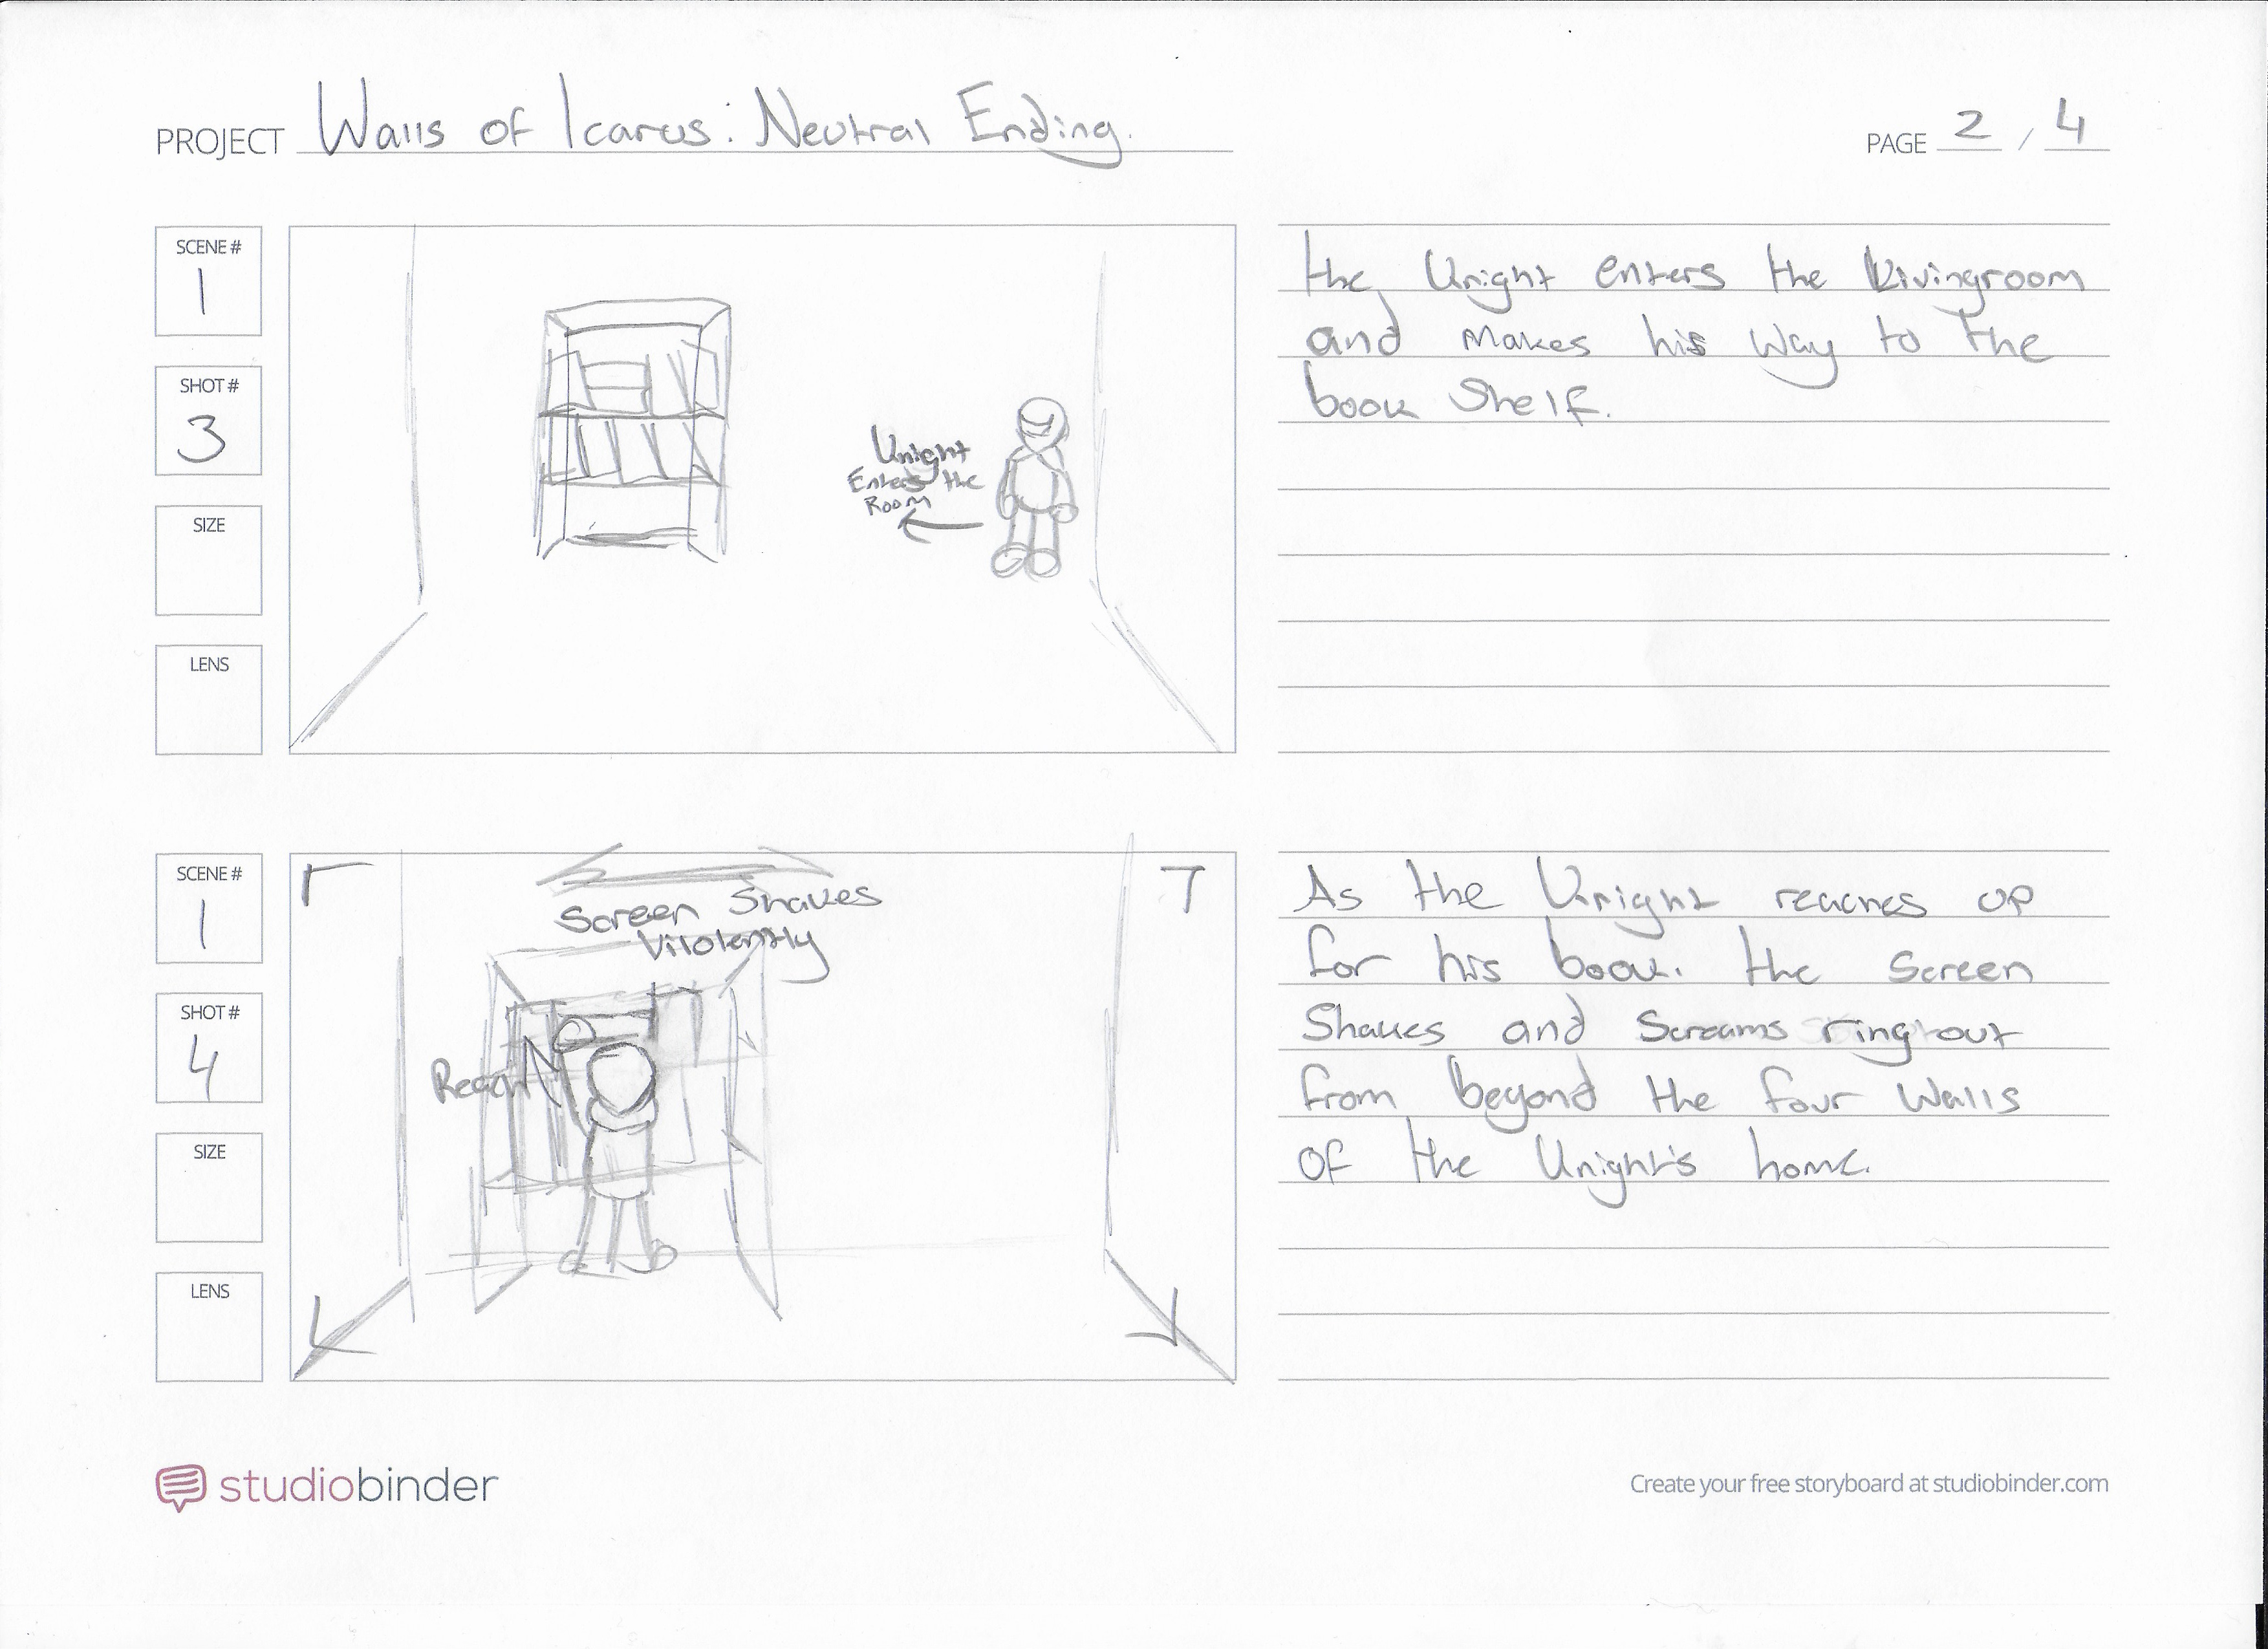 PROJECT Walls of Icarus: Neutral Ending.
PAGE 2 / 4
SCENE #
1
SHOT #
3
SIZE
LENS
Knight
Enters the
Room
the Knight enters the Livingroom
and makes his way to the
book Shelf.
SCENE #
1
SHOT #
4
SIZE
LENS
Screen Shakes
Vilolently
Reach
As the Knight reaches up
for his book. the Screen
Shakes and Screams ring out
from beyond the four Walls
of the Knight's home.
studiobinder
Create your free storyboard at studiobinder.com